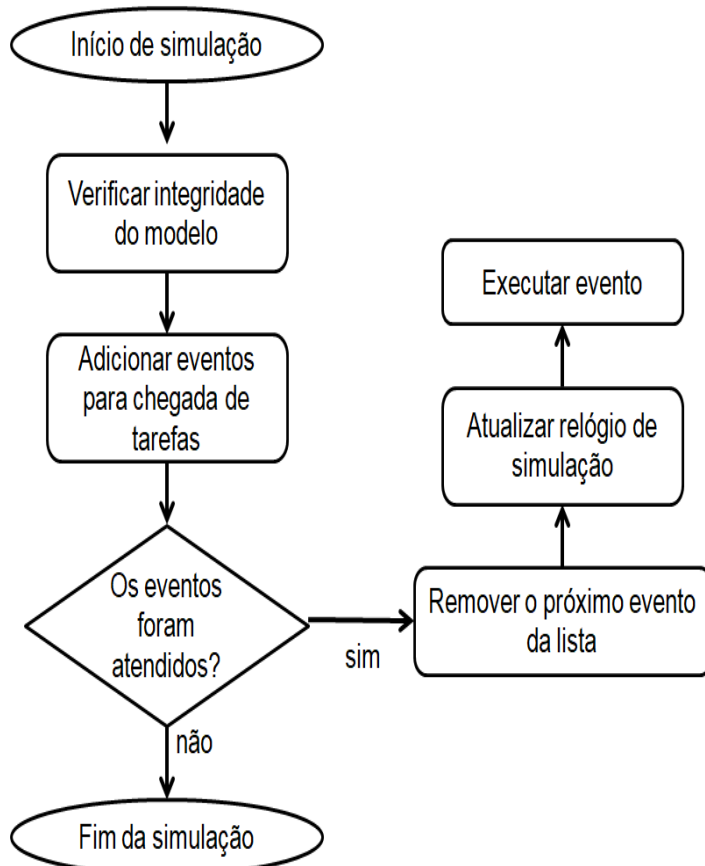 Início de simulação
Verificar integridade
do modelo
Adicionar eventos
para chegada de
tarefas
Os eventos
foram
atendidos?
sim
não
Fim da simulação
Remover o próximo evento
da lista
Atualizar relógio de
simulação
Executar evento